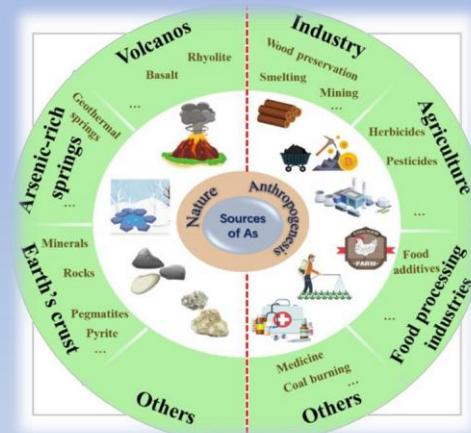 Volcanos
Rhyolite
Basalt
...
Arsenic-rich
springs
Geothermal
springs
...
Earth's crust
Minerals
Rocks
Pegmatites
Pyrite
...
Others
Industry
Wood preservation
Smelting
Mining
...
Agriculture
Herbicides
Pesticides
...
Food processing
industries
Food
additives
...
Others
Medicine
Coal burning
...
Nature
Anthropogenesis
Sources
of As
CHICKEN
FARM